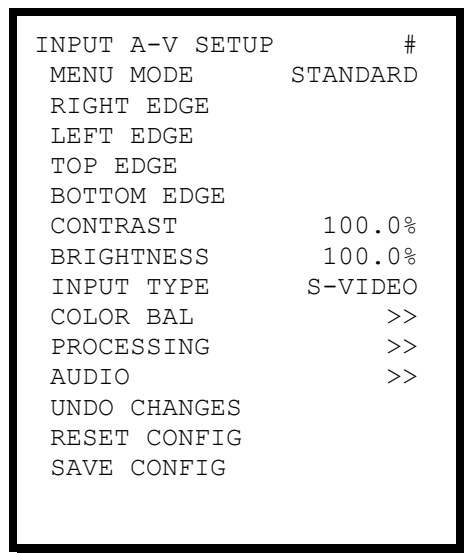 INPUT A-V SETUP #
MENU MODE STANDARD
RIGHT EDGE
LEFT EDGE
TOP EDGE
BOTTOM EDGE
CONTRAST 100.0%
BRIGHTNESS 100.0%
INPUT TYPE S-VIDEO
COLOR BAL >>
PROCESSING >>
AUDIO >>
UNDO CHANGES
RESET CONFIG
SAVE CONFIG